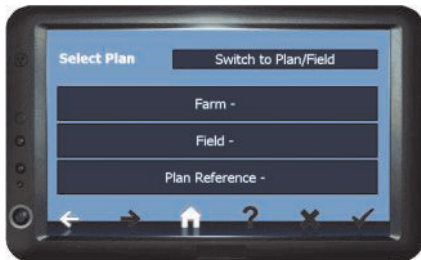 Select Plan
Switch to Plan/Field
Farm -
Field -
Plan Reference -
?